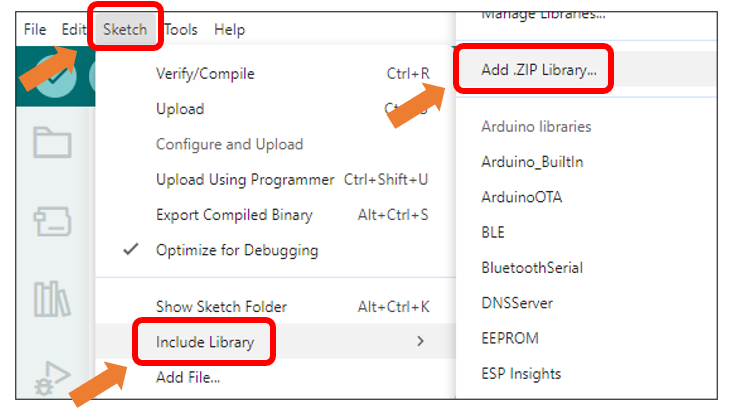 File Edit Sketch Tools Help
Verify/Compile Ctrl+R
Upload
Configure and Upload
Upload Using Programmer Ctrl+Shift+U
Export Compiled Binary Alt+Ctrl+S
Optimize for Debugging
Show Sketch Folder Alt+Ctrl+K
Include Library
Add File...
Manage Libraries...
Add .ZIP Library...
Arduino libraries
Arduino_BuiltIn
ArduinoOTA
BLE
BluetoothSerial
DNSServer
EEPROM
ESP Insights